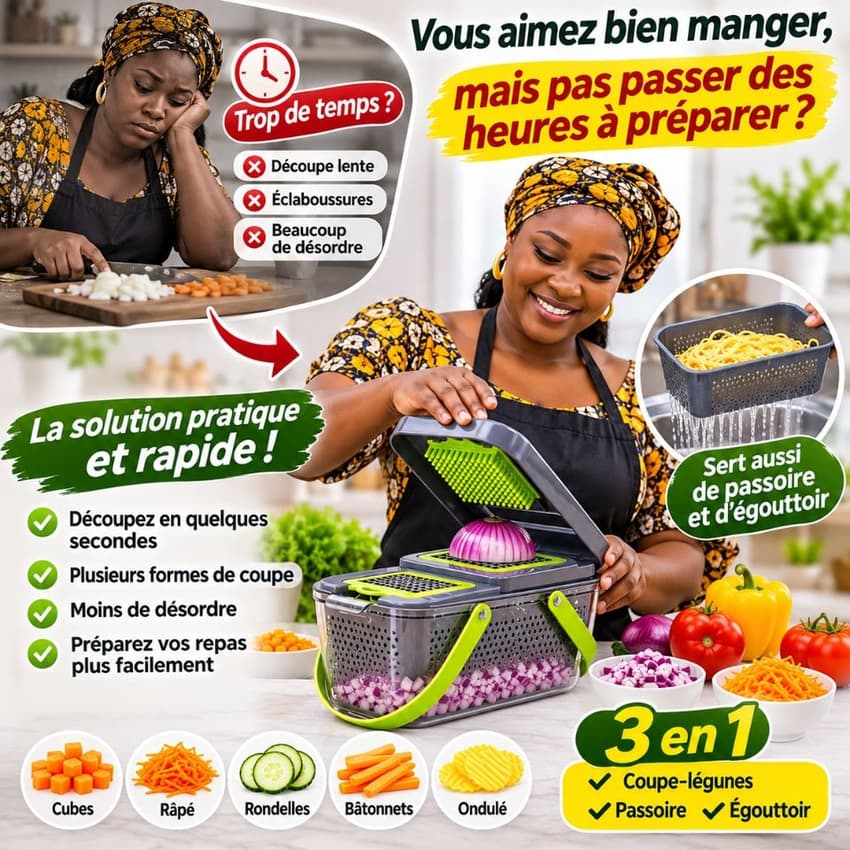 Vous aimez bien manger,
mais pas passer des
heures à préparer ?
Trop de temps ?
Découpe lente
Éclaboussures
Beaucoup
de désordre
La solution pratique
et rapide !
Découpez en quelques
secondes
Plusieurs formes de coupe
Moins de désordre
Préparez vos repas
plus facilement
Sert aussi
de passoire
et d'égouttoir
Cubes
Râpé
Rondelles
Bâtonnets
Ondulé
3 en 1
Coupe-légunes
Passoire
Égouttoir